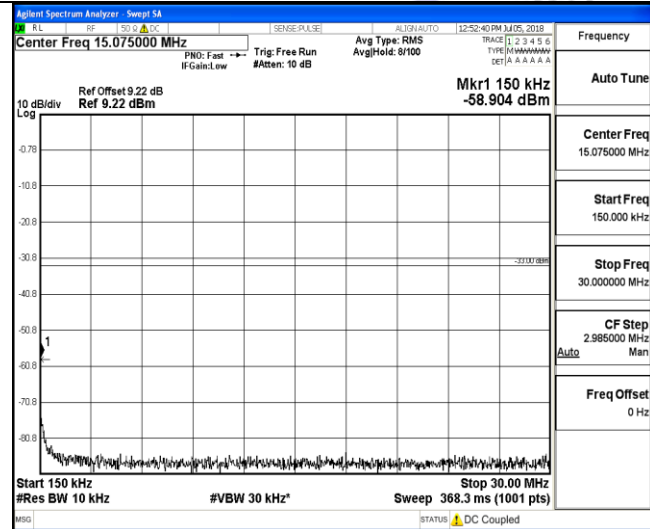 Agilent Spectrum Analyzer - Swept SA
RL RF 50 Ω DC SENSE:PULSE ALIGNAUTO 12:52:40 PM Jul 05, 2018
Center Freq 15.075000 MHz
PNO: Fast
IFGain:Low
Trig: Free Run
#Atten: 10 dB
Avg Type: RMS
Avg|Hold: 8/100
TRACE 1 2 3 4 5 6
TYPE MWWWWW
DET A A A A A A
Ref Offset 9.22 dB
10 dB/div Ref 9.22 dBm
Log
Mkr1 150 kHz
-58.904 dBm
-0.78
-10.8
-20.8
-30.8
-33.00 dBm
-40.8
-50.8
1
-60.8
-70.8
-80.8
Start 150 kHz Stop 30.00 MHz
#Res BW 10 kHz #VBW 30 kHz* Sweep 368.3 ms (1001 pts)
MSG STATUS DC Coupled
Frequency
Auto Tune
Center Freq
15.075000 MHz
Start Freq
150.000 kHz
Stop Freq
30.000000 MHz
CF Step
2.985000 MHz
Auto Man
Freq Offset
0 Hz